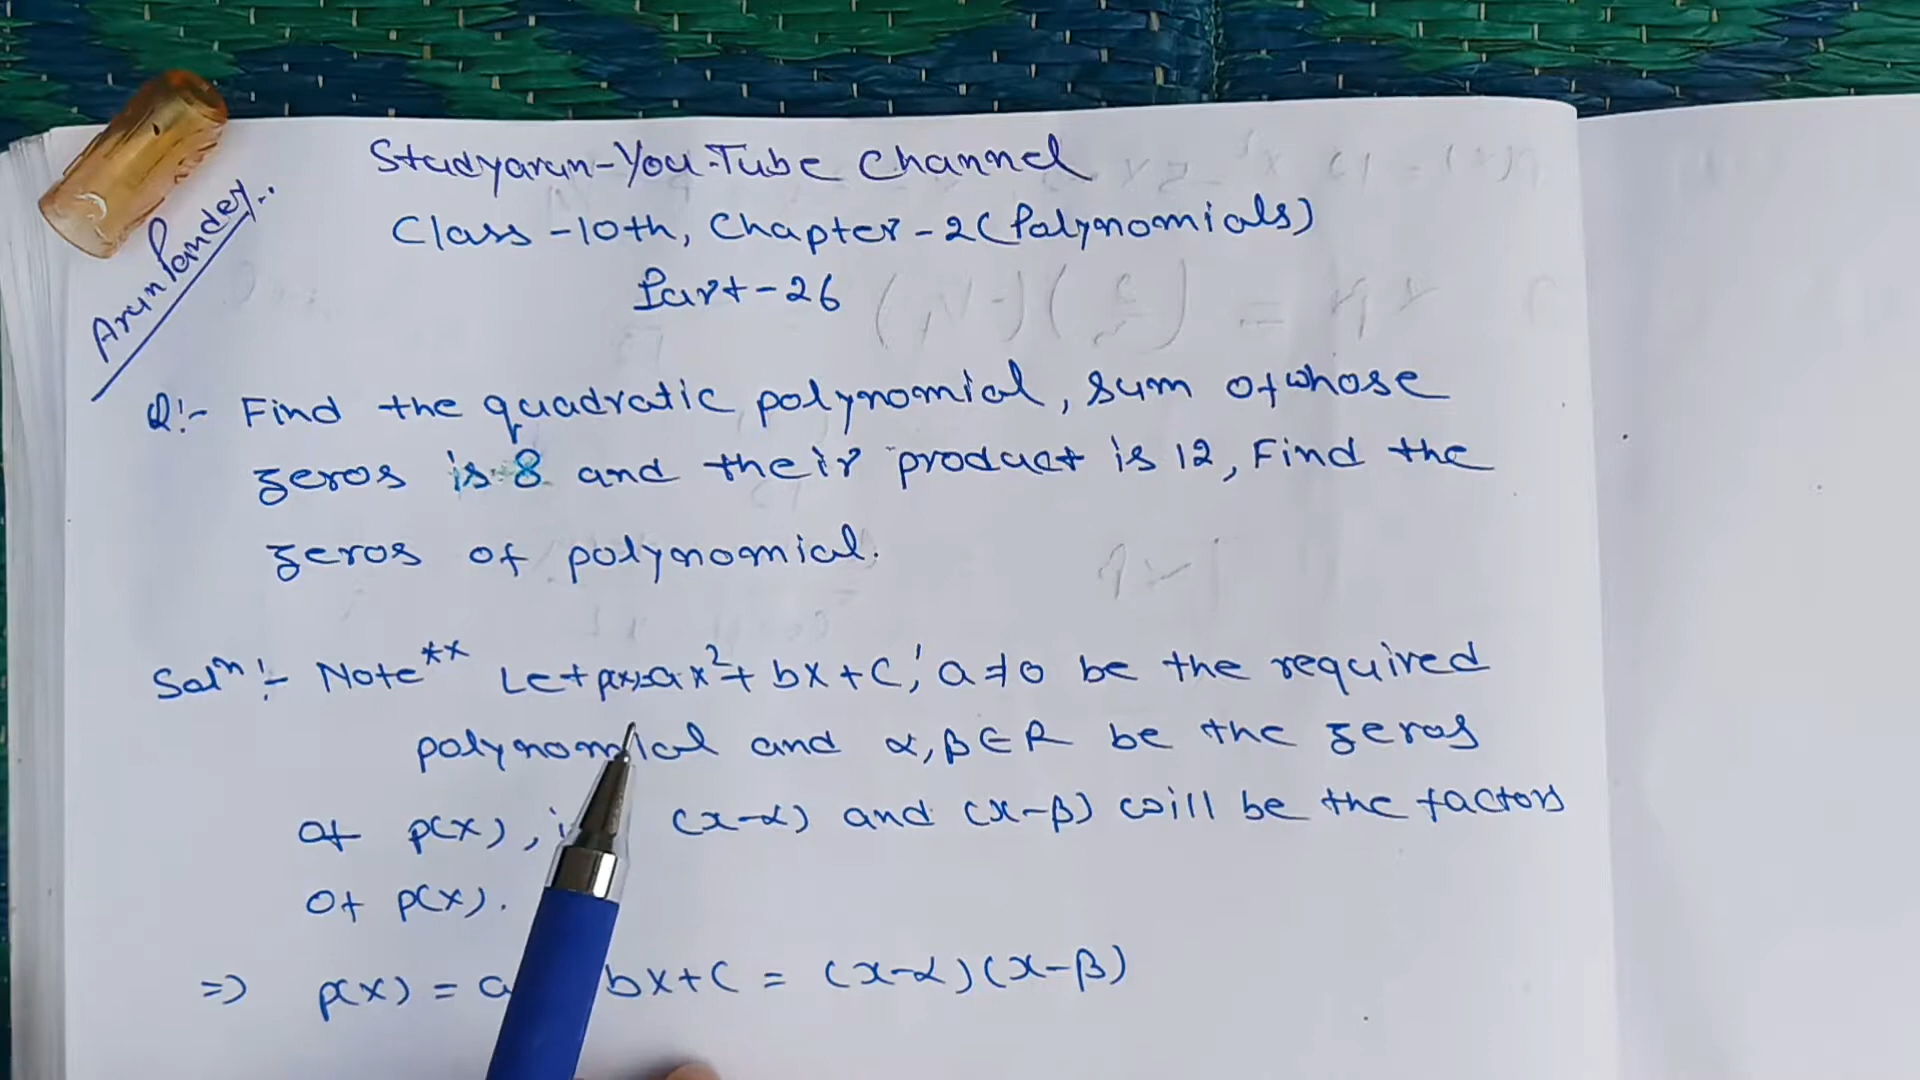 Studyarun-YouTube Channel
Class-10th, Chapter-2(Polynomials)
Part-26
Arun Pandey..
Q:- Find the quadratic polynomial, sum of whose
zeros is 8 and their product is 12, Find the
zeros of polynomial.
Solⁿ:- Note** Let p(x)=ax²+bx+c; a≠0 be the required
polynomial and α,β∈R be the zeros
of p(x), (x-α) and (x-β) will be the factors
of p(x).
=> p(x) = a bx+c = (x-α)(x-β)